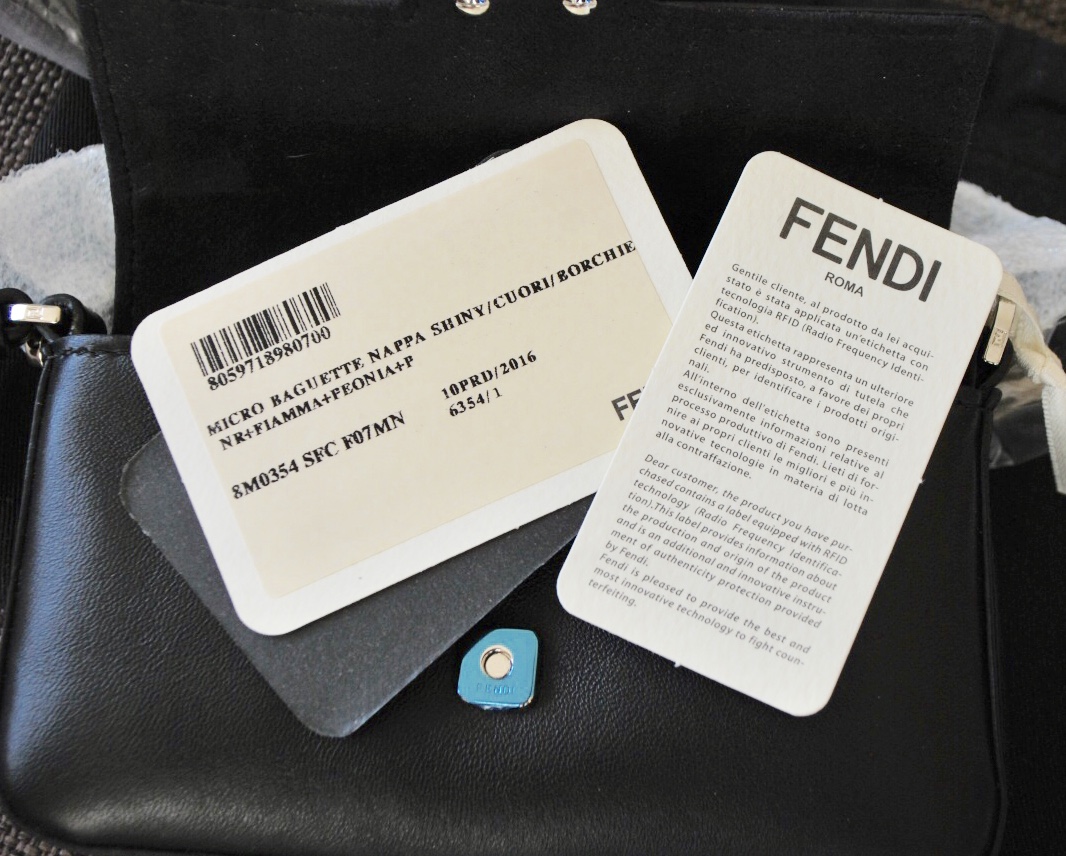 8059718980700
MICRO BAGUETTE NAPPA SHINY/CUORI/BORCHIE
NR+FIAMMA+PEONIA+P
10PRD/2016
8M0354 SFC F07MN
6354/1
FE
FENDI
ROMA
Gentile cliente, al prodotto da lei acqui-
stato è stata applicata un'etichetta con
tecnologia RFID (Radio Frequency Identi-
fication).
Questa etichetta rappresenta un ulteriore
ed innovativo strumento di tutela che
Fendi ha predisposto, a favore dei propri
clienti, per identificare i prodotti origi-
nali.
All'interno dell'etichetta sono presenti
esclusivamente informazioni relative al
processo produttivo di Fendi. Lieti di for-
nire ai propri clienti le migliori e più in-
novative tecnologie in materia di lotta
alla contraffazione.
Dear customer, the product you have pur-
chased contains a label equipped with RFID
technology (Radio Frequency Identifica-
tion).This label provides information about
the production and origin of the product
and is an additional and innovative instru-
ment of authenticity protection provided
by Fendi.
Fendi is pleased to provide the best and
most innovative technology to fight coun-
terfeiting.
FENDI